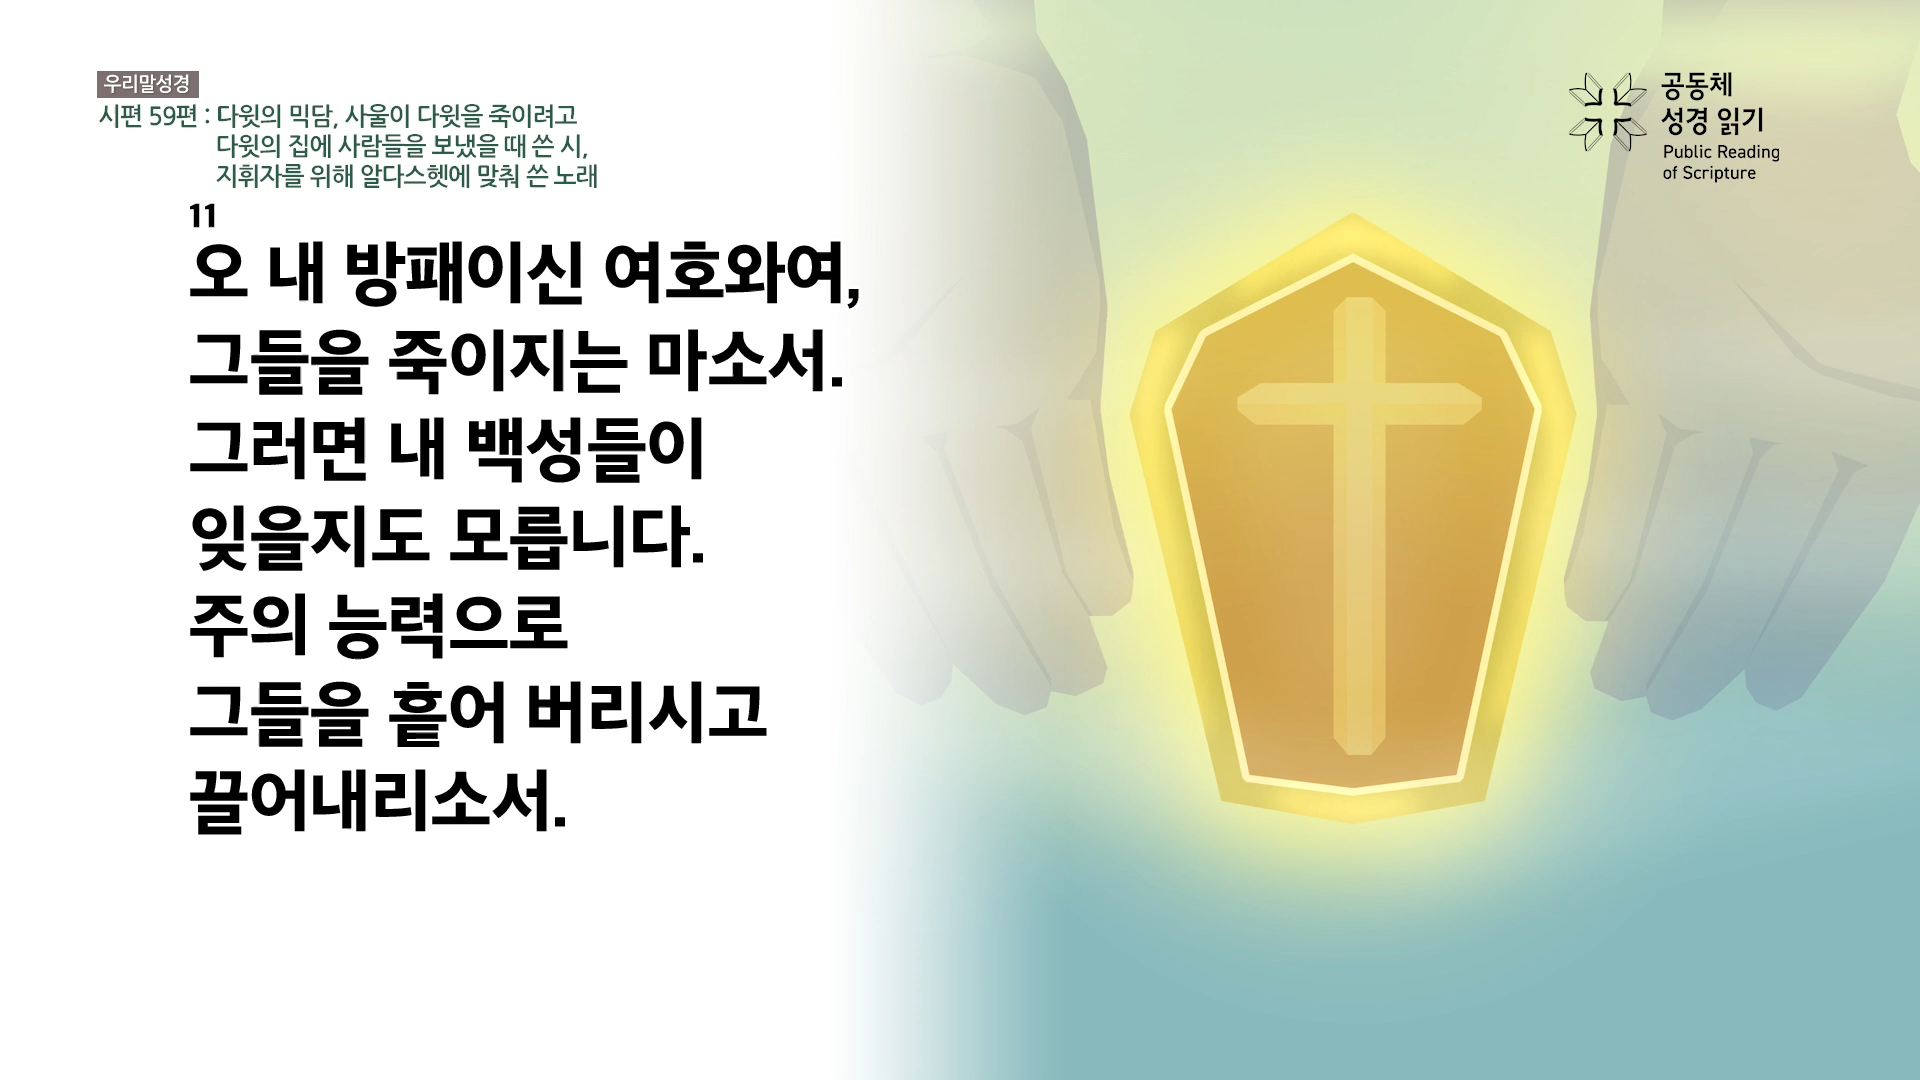 우리말성경
시편 59편 : 다윗의 믹담, 사울이 다윗을 죽이려고
다윗의 집에 사람들을 보냈을 때 쓴 시,
지휘자를 위해 알다스헷에 맞춰 쓴 노래
11
오 내 방패이신 여호와여,
그들을 죽이지는 마소서.
그러면 내 백성들이
잊을지도 모릅니다.
주의 능력으로
그들을 흩어 버리시고
끌어내리소서.
공동체
성경 읽기
Public Reading
of Scripture